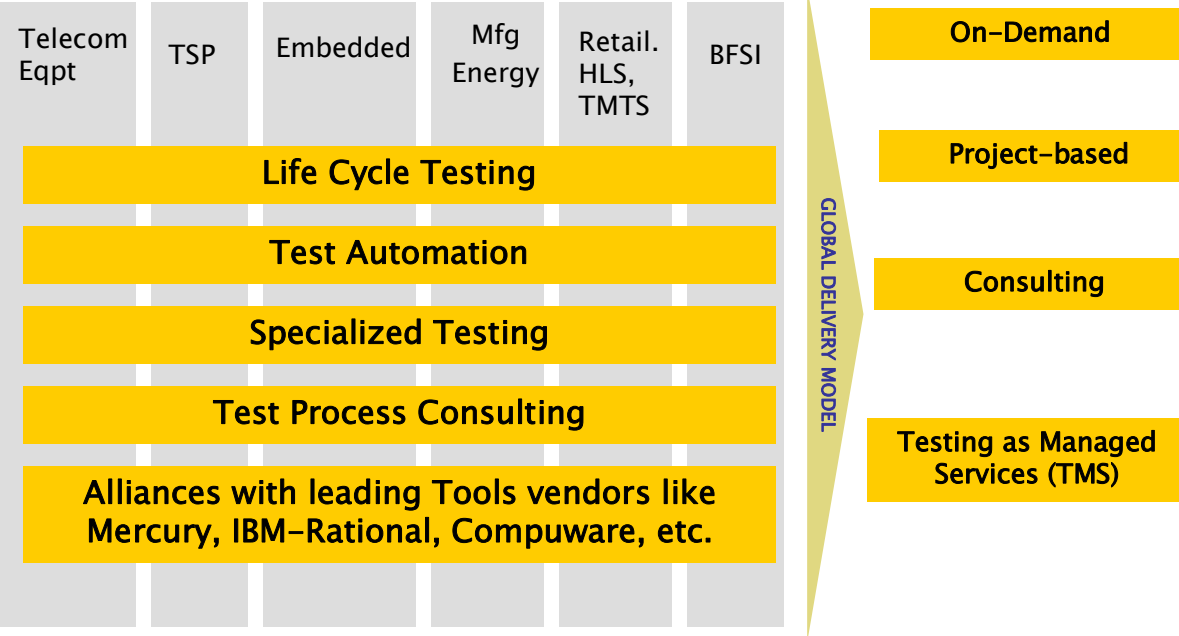 Telecom
Eqpt
TSP
Embedded
Mfg
Energy
Retail.
HLS,
TMTS
BFSI
Life Cycle Testing
Test Automation
Specialized Testing
Test Process Consulting
Alliances with leading Tools vendors like
Mercury, IBM-Rational, Compuware, etc.
GLOBAL DELIVERY MODEL
On-Demand
Project-based
Consulting
Testing as Managed
Services (TMS)